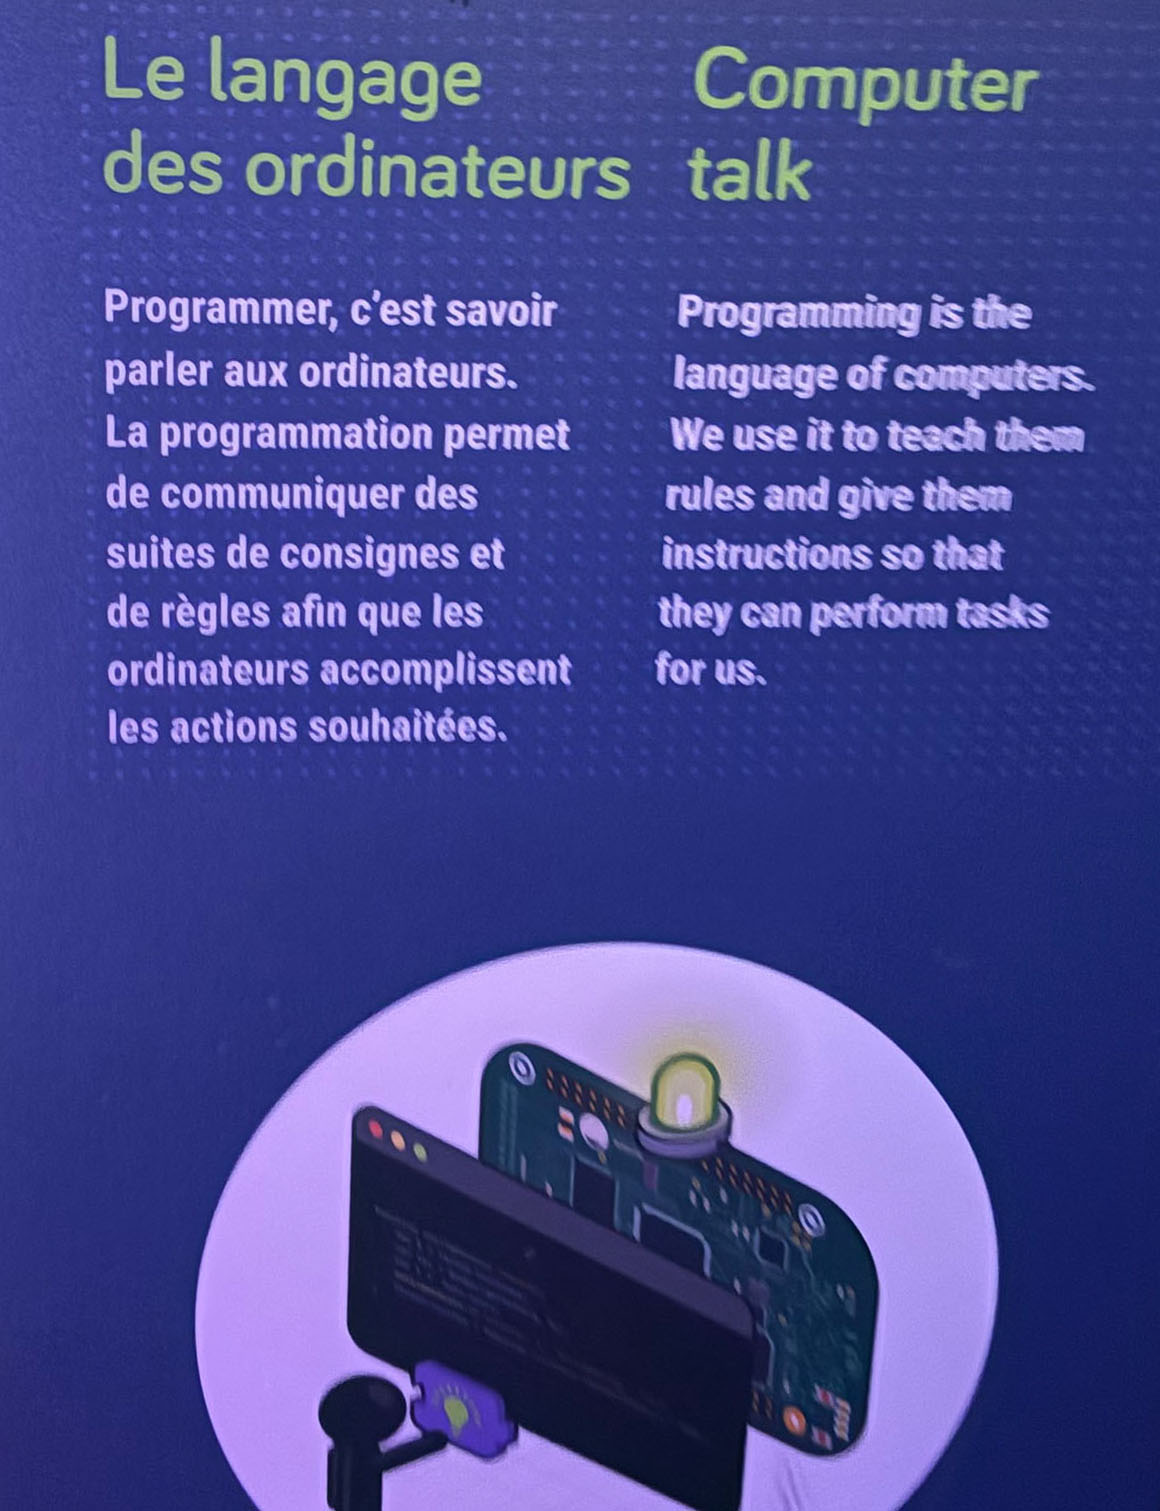 Le langage
des ordinateurs
Programmer, c'est savoir
parler aux ordinateurs.
La programmation permet
de communiquer des
suites de consignes et
de règles afin que les
ordinateurs accomplissent
les actions souhaitées.
Computer
talk
Programming is the
language of computers.
We use it to teach them
rules and give them
instructions so that
they can perform tasks
for us.